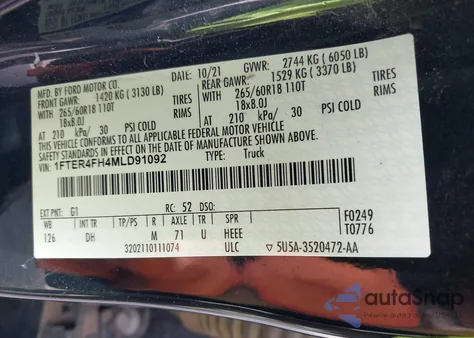 MFD. BY FORD MOTOR CO.
DATE: 10/21 GVWR: 2744 KG (6050 LB)
FRONT GAWR: 1420 KG (3130 LB) REAR GAWR: 1529 KG (3370 LB)
WITH WITH
265/60R18 110T TIRES 265/60R18 110T TIRES
18x8.0J RIMS 18x8.0J RIMS
AT 210 kPa/ 30 PSI COLD AT 210 kPa/ 30 PSI COLD
THIS VEHICLE CONFORMS TO ALL APPLICABLE FEDERAL MOTOR VEHICLE
SAFETY STANDARDS IN EFFECT ON THE DATE OF MANUFACTURE SHOWN ABOVE.
VIN: 1FTER4FH4MLD91092 TYPE: Truck
EXT PNT: G1 RC: 52 DSO: F0249
WB INT TR TP/PS R AXLE TR SPR T0776
126 DH M 71 U HEEE
3202110111074 ULC ▽ 5U5A-3520472-AA
autoSnap